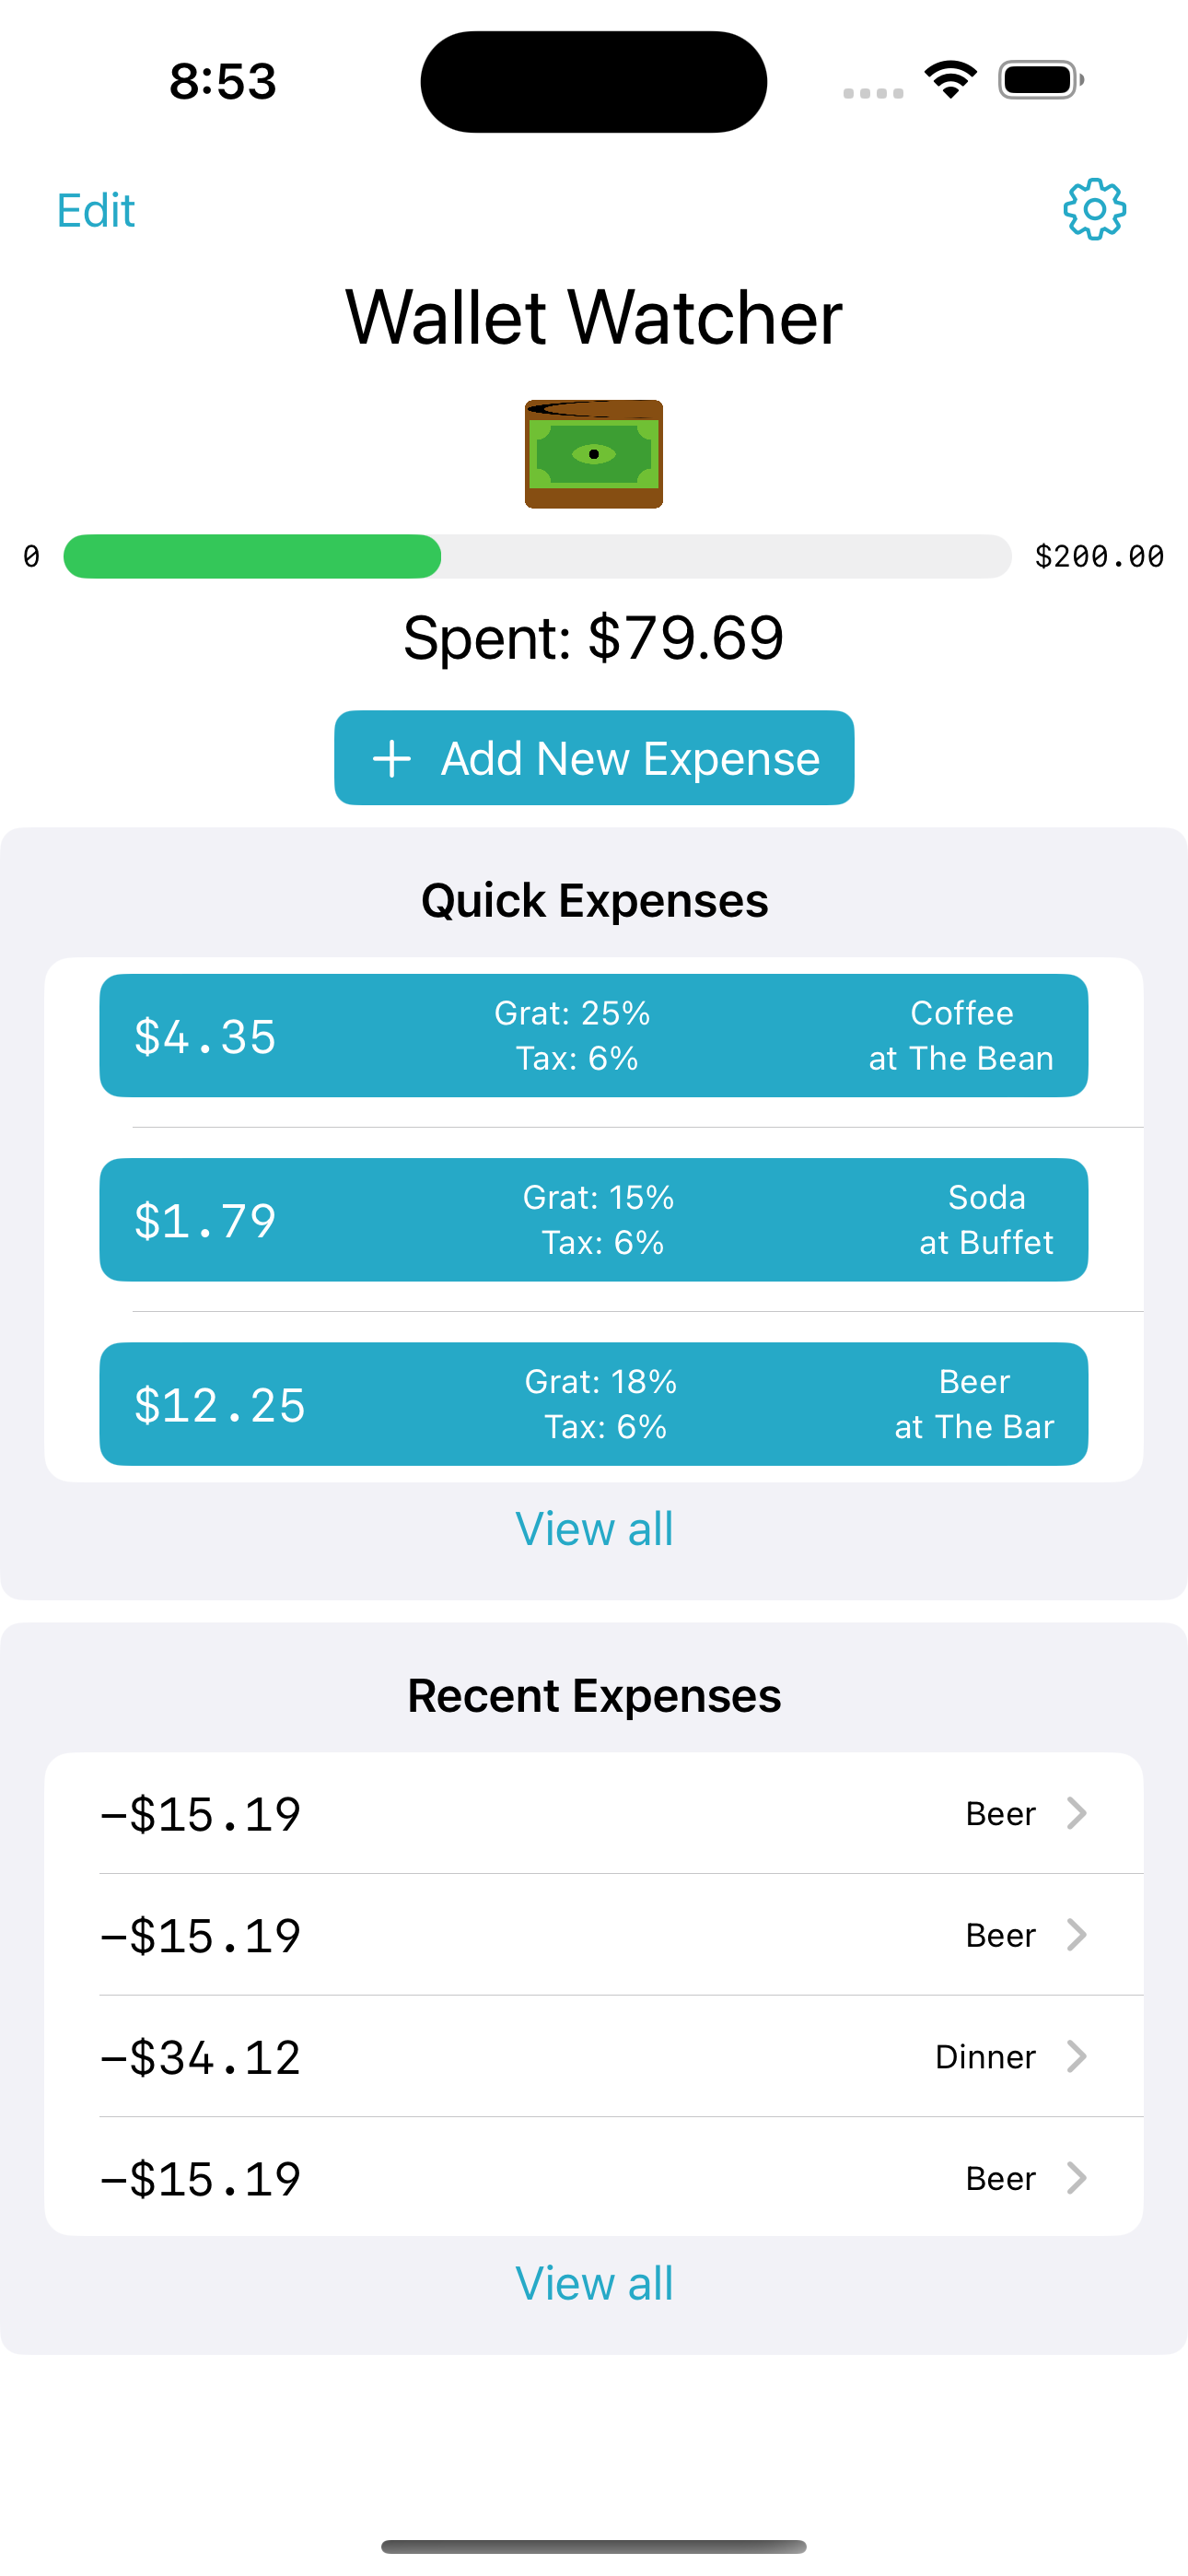 8:53
Edit
Wallet Watcher
0
$200.00
Spent: $79.69
+ Add New Expense
Quick Expenses
$4.35
Grat: 25%
Tax: 6%
Coffee
at The Bean
$1.79
Grat: 15%
Tax: 6%
Soda
at Buffet
$12.25
Grat: 18%
Tax: 6%
Beer
at The Bar
View all
Recent Expenses
−$15.19 Beer
−$15.19 Beer
−$34.12 Dinner
−$15.19 Beer
View all